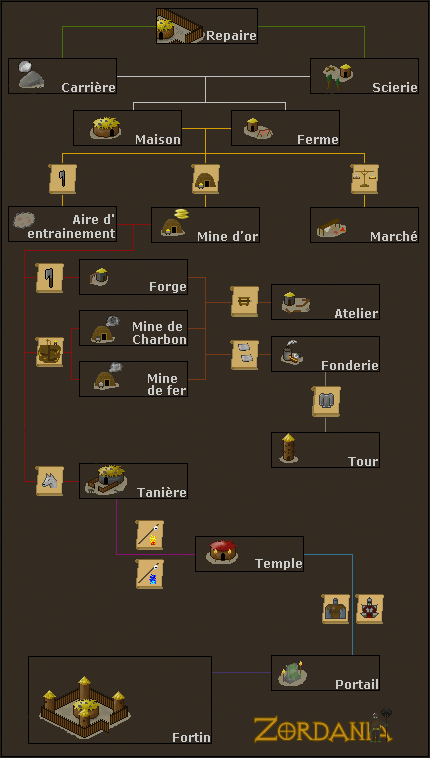 Repaire
Carrière
Scierie
Maison
Ferme
Aire d'
entrainement
Mine d'or
Marché
Forge
Atelier
Mine de
Charbon
Fonderie
Mine
de fer
Tour
Tanière
Temple
Portail
Fortin
ZORDANIA